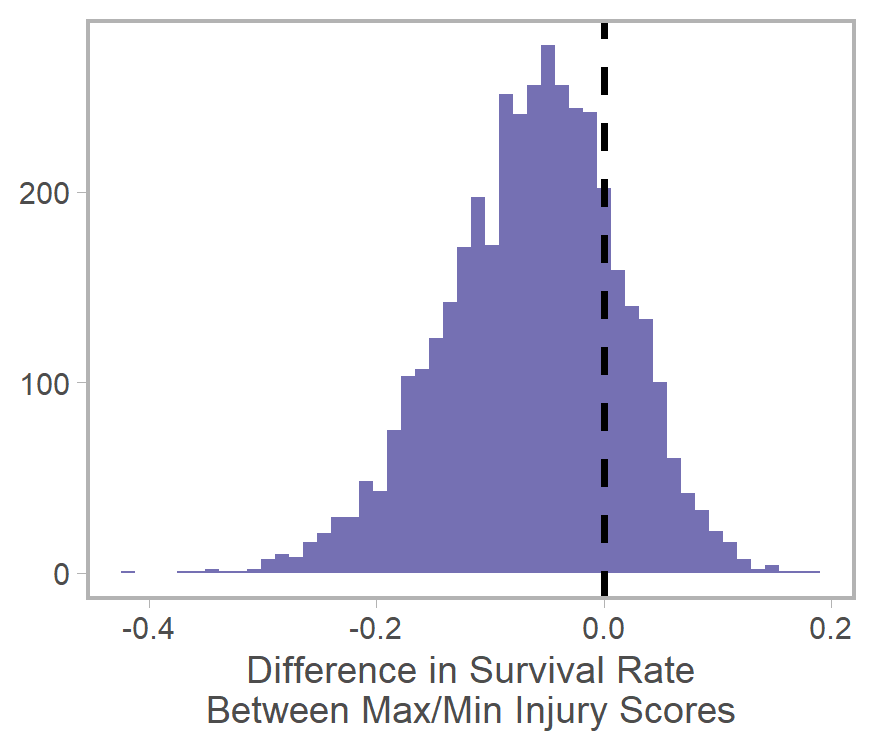 200
100
0
-0.4 -0.2 0.0 0.2
Difference in Survival Rate
Between Max/Min Injury Scores